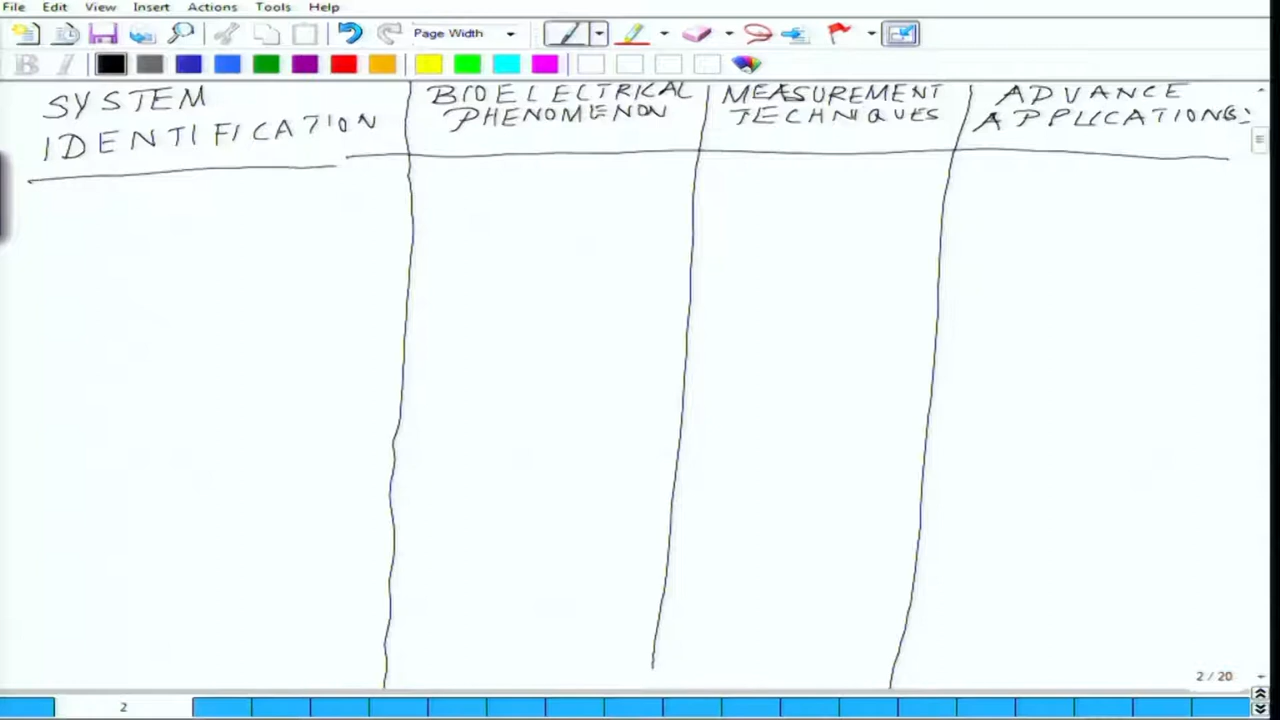 File Edit View Insert Actions Tools Help
Page Width
B I
SYSTEM
IDENTIFICATION
BIOELECTRICAL
PHENOMENON
MEASUREMENT
TECHNIQUES
ADVANCE
APPLICATIONS:
2 / 20
2